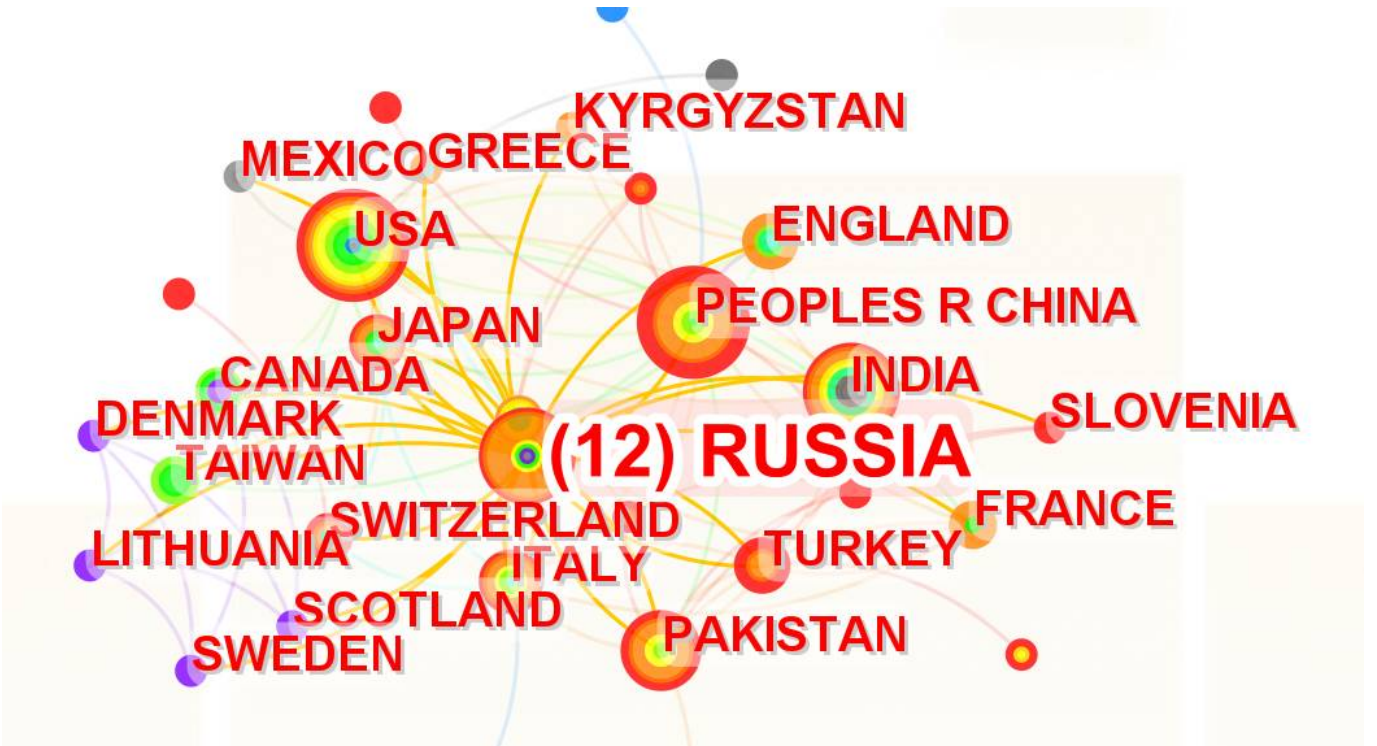 KYRGYZSTAN
MEXICO
GREECE
USA
ENGLAND
PEOPLES R CHINA
JAPAN
CANADA
INDIA
DENMARK
SLOVENIA
TAIWAN
(12) RUSSIA
SWITZERLAND
FRANCE
LITHUANIA
ITALY
TURKEY
SCOTLAND
PAKISTAN
SWEDEN